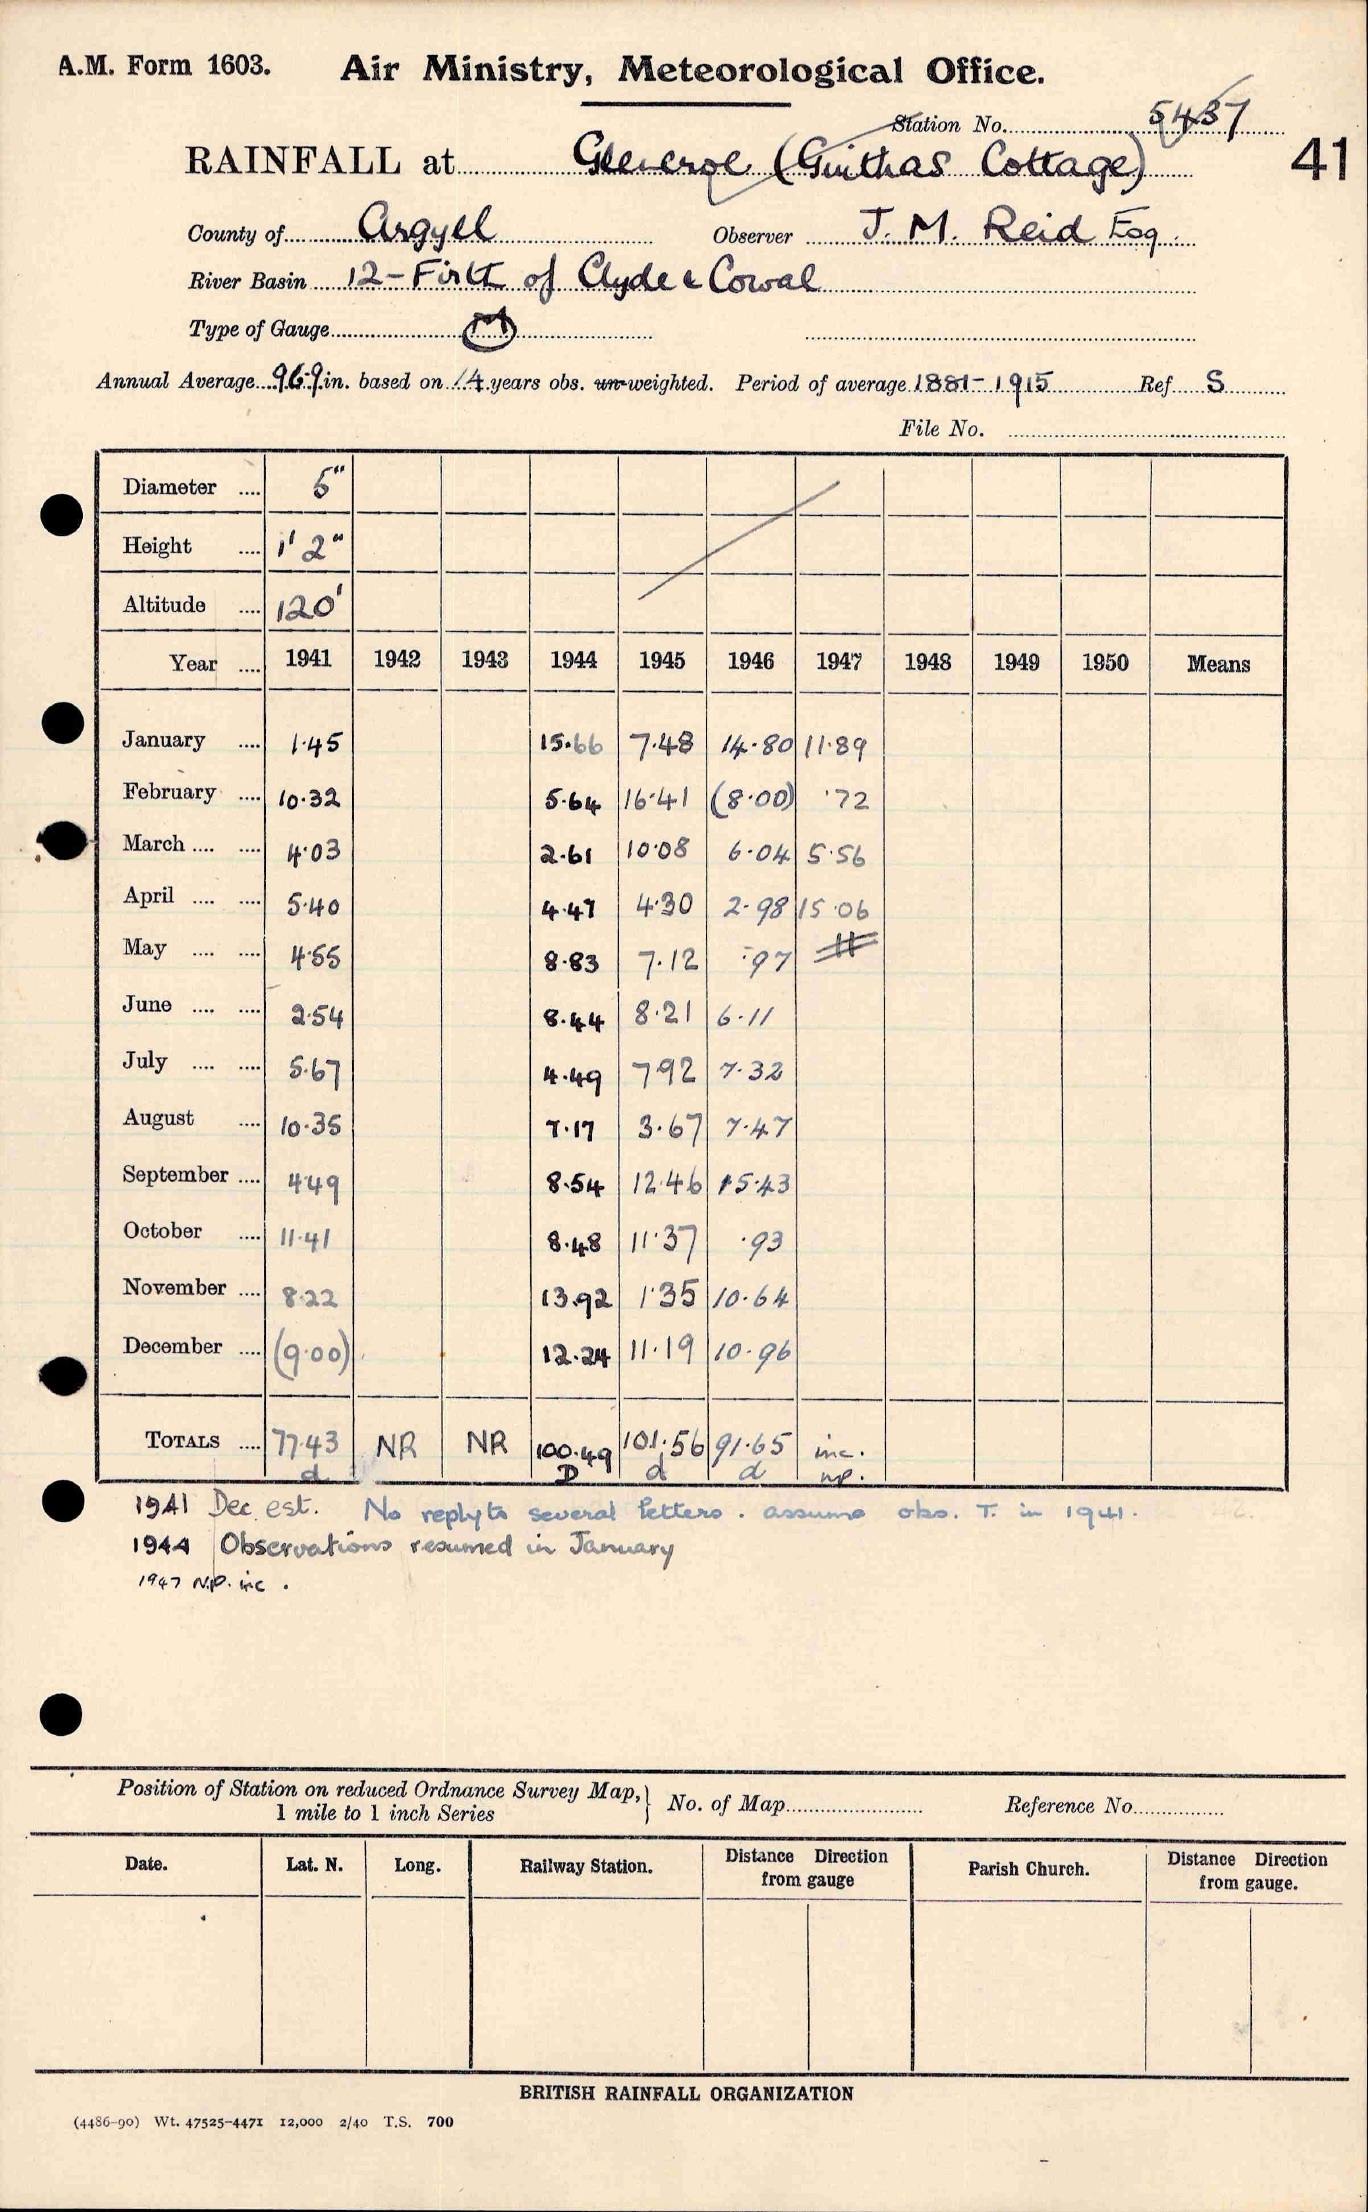 A.M. Form 1603. Air Ministry, Meteorological Office.
Station No. 5437
RAINFALL at (Guithas Cottage) 41
County of Argyll Observer J. M. Reid Esq.
River Basin 12-Firth of Clyde & Cowal
Type of Gauge M
Annual Average 96.9 in. based on 14 years obs. un-weighted. Period of average 1881-1915 Ref S
File No.
Diameter .... 5"
Height .... 1' 2"
Altitude .... 120'
Year .... 1941 1942 1943 1944 1945 1946 1947 1948 1949 1950 Means
January .... 1.45 15.66 7.48 14.80 11.89
February .... 10.32 5.64 16.41 (8.00) .72
March .... .... 4.03 2.61 10.08 6.04 5.56
April .... .... 5.40 4.47 4.30 2.98 15.06
May .... .... 4.55 8.83 7.12 .97
June .... .... 2.54 8.44 8.21 6.11
July .... .... 5.67 4.49 7.92 7.32
August .... 10.35 7.17 3.67 7.47
September .... 4.49 8.54 12.46 15.43
October .... 11.41 8.48 11.37 .93
November .... 8.22 13.92 1.35 10.64
December .... (9.00) 12.24 11.19 10.96
TOTALS .... 77.43 NR NR 100.49 101.56 91.65 inc.
d D d d np.
1941 Dec est. No reply to several letters. assume obs. T. in 1941.
1944 Observations resumed in January
1947 N.P. inc.
Position of Station on reduced Ordnance Survey Map, 1 mile to 1 inch Series } No. of Map Reference No.
Date. Lat. N. Long. Railway Station. Distance Direction from gauge Parish Church. Distance Direction from gauge.
BRITISH RAINFALL ORGANIZATION
(4486-90) Wt. 47525-4471 12,000 2/40 T.S. 700